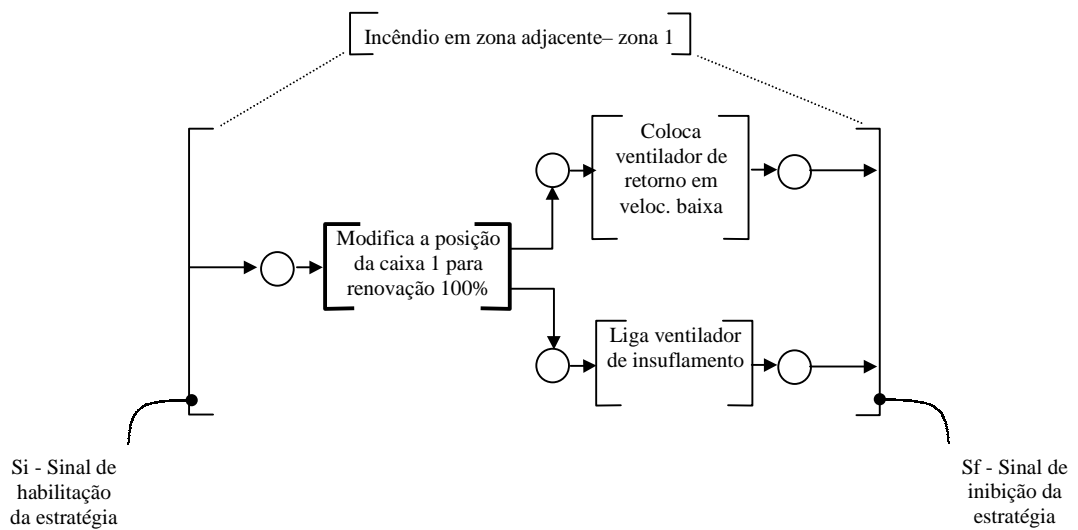 Incêndio em zona adjacente– zona 1
Coloca
ventilador de
retorno em
veloc. baixa
Modifica a posição
da caixa 1 para
renovação 100%
Liga ventilador
de insuflamento
Si - Sinal de
habilitação
da estratégia
Sf - Sinal de
inibição da
estratégia